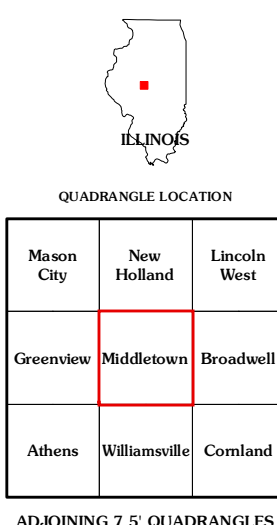 ILLINOIS
QUADRANGLE LOCATION
Mason City
New Holland
Lincoln West
Greenview
Middletown
Broadwell
Athens
Williamsville
Cornland
ADJOINING 7.5' QUADRANGLES